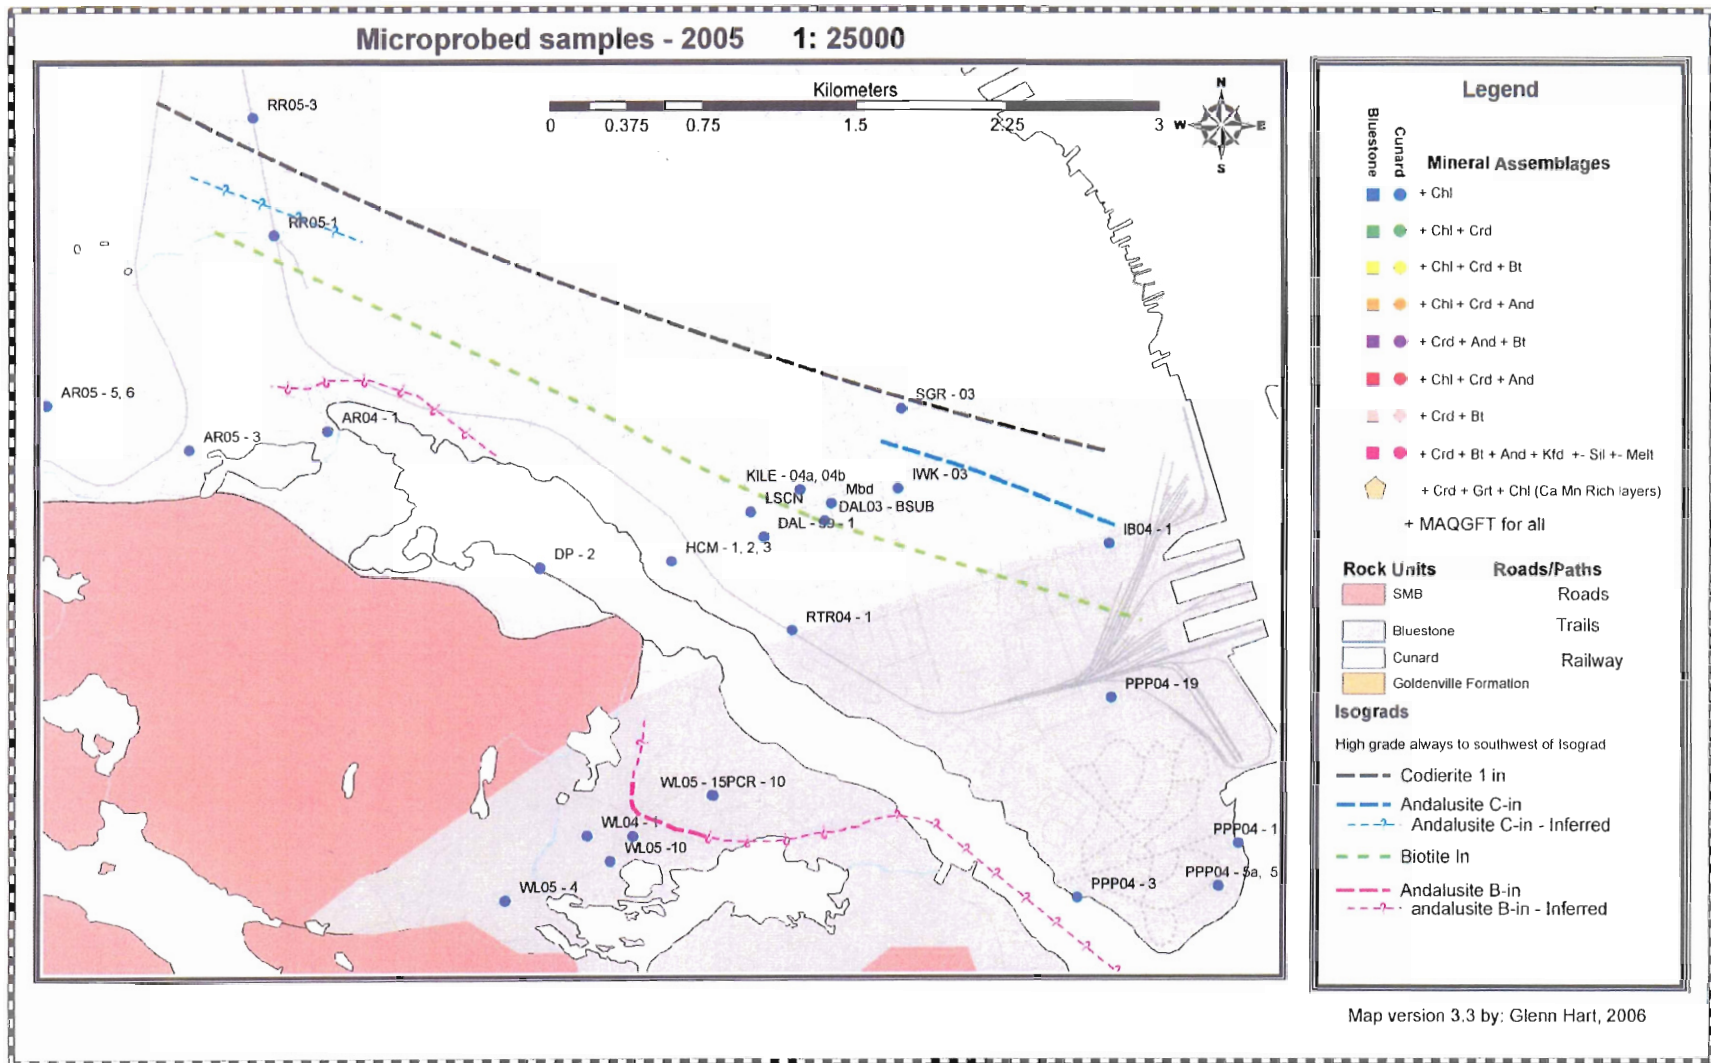 Microprobed samples - 2005 1: 25000
Kilometers
0 0.375 0.75 1.5 2.25 3
N
W E
S
RR05-3
RR05-1
AR05 - 5, 6
AR05 - 3
AR04 - 1
SGR - 03
KILE - 04a, 04b
IWK - 03
Mbd
LSCN
DAL03 - BSUB
DAL - 99 - 1
IB04 - 1
HCM - 1, 2, 3
DP - 2
RTR04 - 1
PPP04 - 19
WL05 - 15PCR - 10
WL04 - 1
WL05 -10
WL05 - 4
PPP04 - 1
PPP04 - 5a, 5
PPP04 - 3
Legend
Bluestone
Cunard
Mineral Assemblages
+ Chl
+ Chl + Crd
+ Chl + Crd + Bt
+ Chl + Crd + And
+ Crd + And + Bt
+ Chl + Crd + And
+ Crd + Bt
+ Crd + Bt + And + Kfd +- Sil +- Melt
+ Crd + Grt + Chl (Ca Mn Rich layers)
+ MAQGFT for all
Rock Units Roads/Paths
SMB Roads
Bluestone Trails
Cunard Railway
Goldenville Formation
Isograds
High grade always to southwest of Isograd
Codierite 1 in
Andalusite C-in
Andalusite C-in - Inferred
Biotite In
Andalusite B-in
andalusite B-in - Inferred
Map version 3.3 by: Glenn Hart, 2006